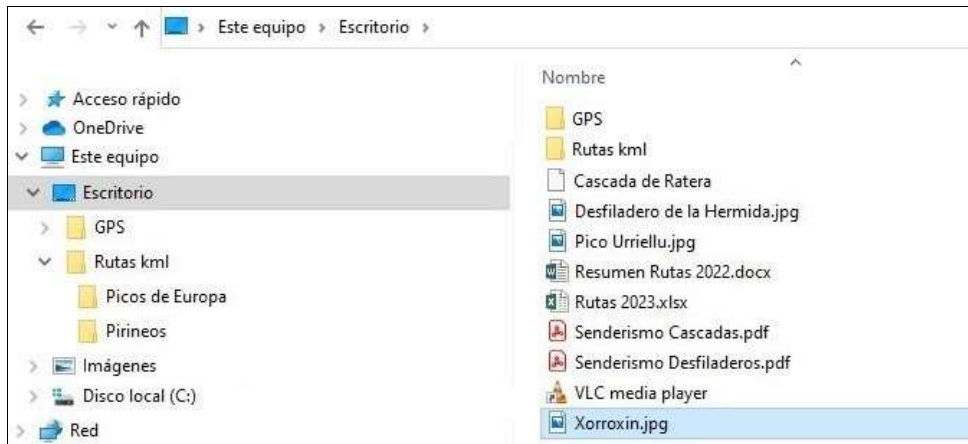 Este equipo > Escritorio >
Acceso rápido
OneDrive
Este equipo
Escritorio
GPS
Rutas kml
Picos de Europa
Pirineos
Imágenes
Disco local (C:)
Red
Nombre
GPS
Rutas kml
Cascada de Ratera
Desfiladero de la Hermida.jpg
Pico Urriellu.jpg
Resumen Rutas 2022.docx
Rutas 2023.xlsx
Senderismo Cascadas.pdf
Senderismo Desfiladeros.pdf
VLC media player
Xorroxin.jpg